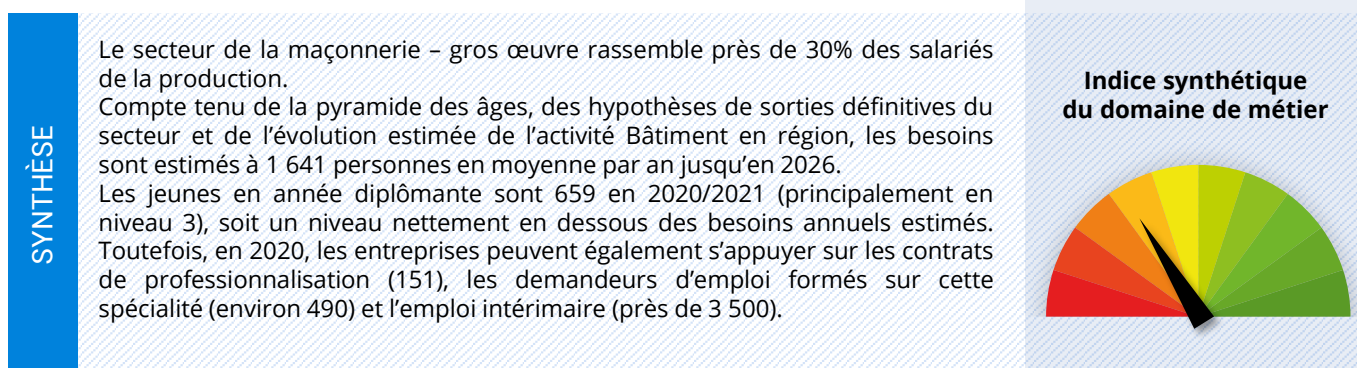 SYNTHÈSE
Le secteur de la maçonnerie – gros œuvre rassemble près de 30% des salariés
de la production.
Compte tenu de la pyramide des âges, des hypothèses de sorties définitives du
secteur et de l’évolution estimée de l’activité Bâtiment en région, les besoins
sont estimés à 1 641 personnes en moyenne par an jusqu’en 2026.
Les jeunes en année diplômante sont 659 en 2020/2021 (principalement en
niveau 3), soit un niveau nettement en dessous des besoins annuels estimés.
Toutefois, en 2020, les entreprises peuvent également s’appuyer sur les contrats
de professionnalisation (151), les demandeurs d’emploi formés sur cette
spécialité (environ 490) et l’emploi intérimaire (près de 3 500).
Indice synthétique
du domaine de métier